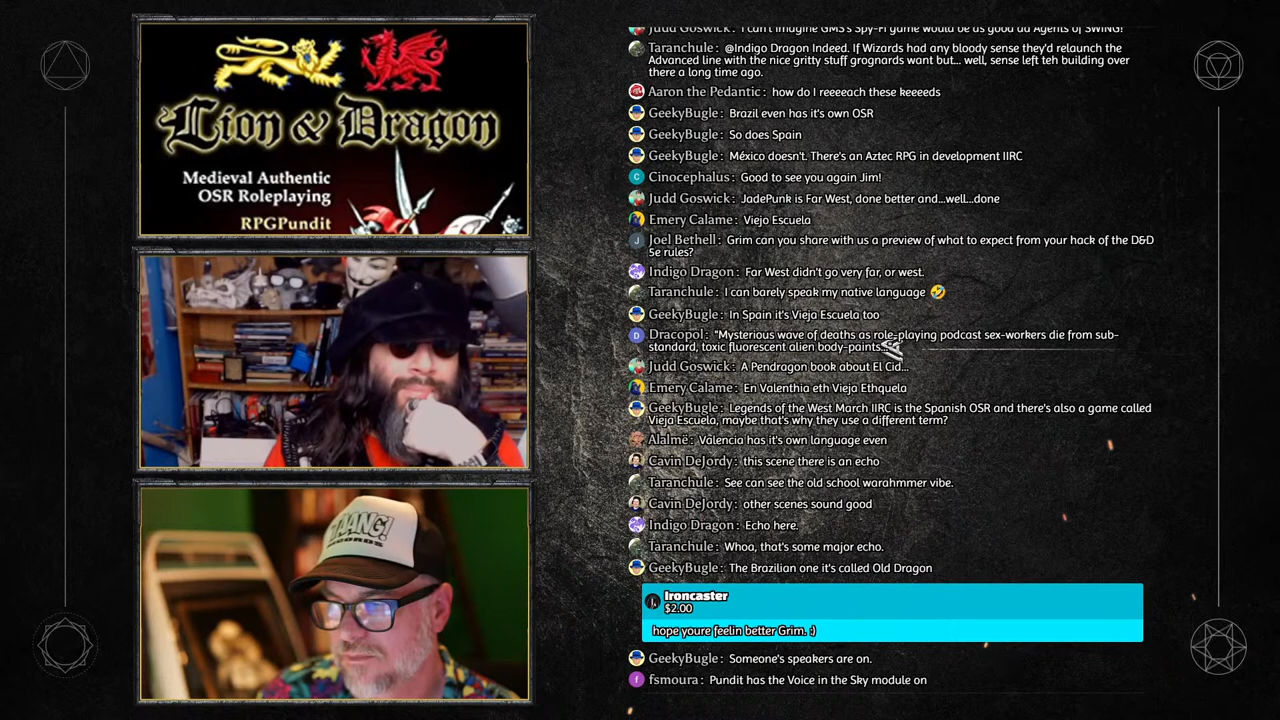 Lion & Dragon
Medieval Authentic
OSR Roleplaying
RPGPundit
TAANG!
RECORDS
Judd Goswick: I can't imagine GMS's Spy-Fi game would be as good ad Agents of SWING!
Taranchule: @Indigo Dragon Indeed. If Wizards had any bloody sense they'd relaunch the
Advanced line with the nice gritty stuff grognards want but... well, sense left teh building over
there a long time ago.
Aaron the Pedantic: how do I reeeeach these keeeeds
GeekyBugle: Brazil even has it's own OSR
GeekyBugle: So does Spain
GeekyBugle: México doesn't. There's an Aztec RPG in development IIRC
C
Cinocephalus: Good to see you again Jim!
Judd Goswick: JadePunk is Far West, done better and...well...done
Emery Calame: Viejo Escuela
J
Joel Bethell: Grim can you share with us a preview of what to expect from your hack of the D&D
5e rules?
Indigo Dragon: Far West didn't go very far, or west.
Taranchule: I can barely speak my native language 🤣
GeekyBugle: In Spain it's Vieja Escuela too
D
Dracopol: "Mysterious wave of deaths as role-playing podcast sex-workers die from sub-
standard, toxic fluorescent alien body-paints..."
Judd Goswick: A Pendragon book about El Cid...
Emery Calame: En Valenthia eth Vieja Ethquela
GeekyBugle: Legends of the West March IIRC is the Spanish OSR and there's also a game called
Vieja Escuela, maybe that's why they use a different term?
Alalmë: Valencia has it's own language even
Cavin DeJordy: this scene there is an echo
Taranchule: See can see the old school warahmmer vibe.
Cavin DeJordy: other scenes sound good
Indigo Dragon: Echo here.
Taranchule: Whoa, that's some major echo.
GeekyBugle: The Brazilian one it's called Old Dragon
Ironcaster
$2.00
hope youre feelin better Grim. :)
GeekyBugle: Someone's speakers are on.
f
fsmoura: Pundit has the Voice in the Sky module on